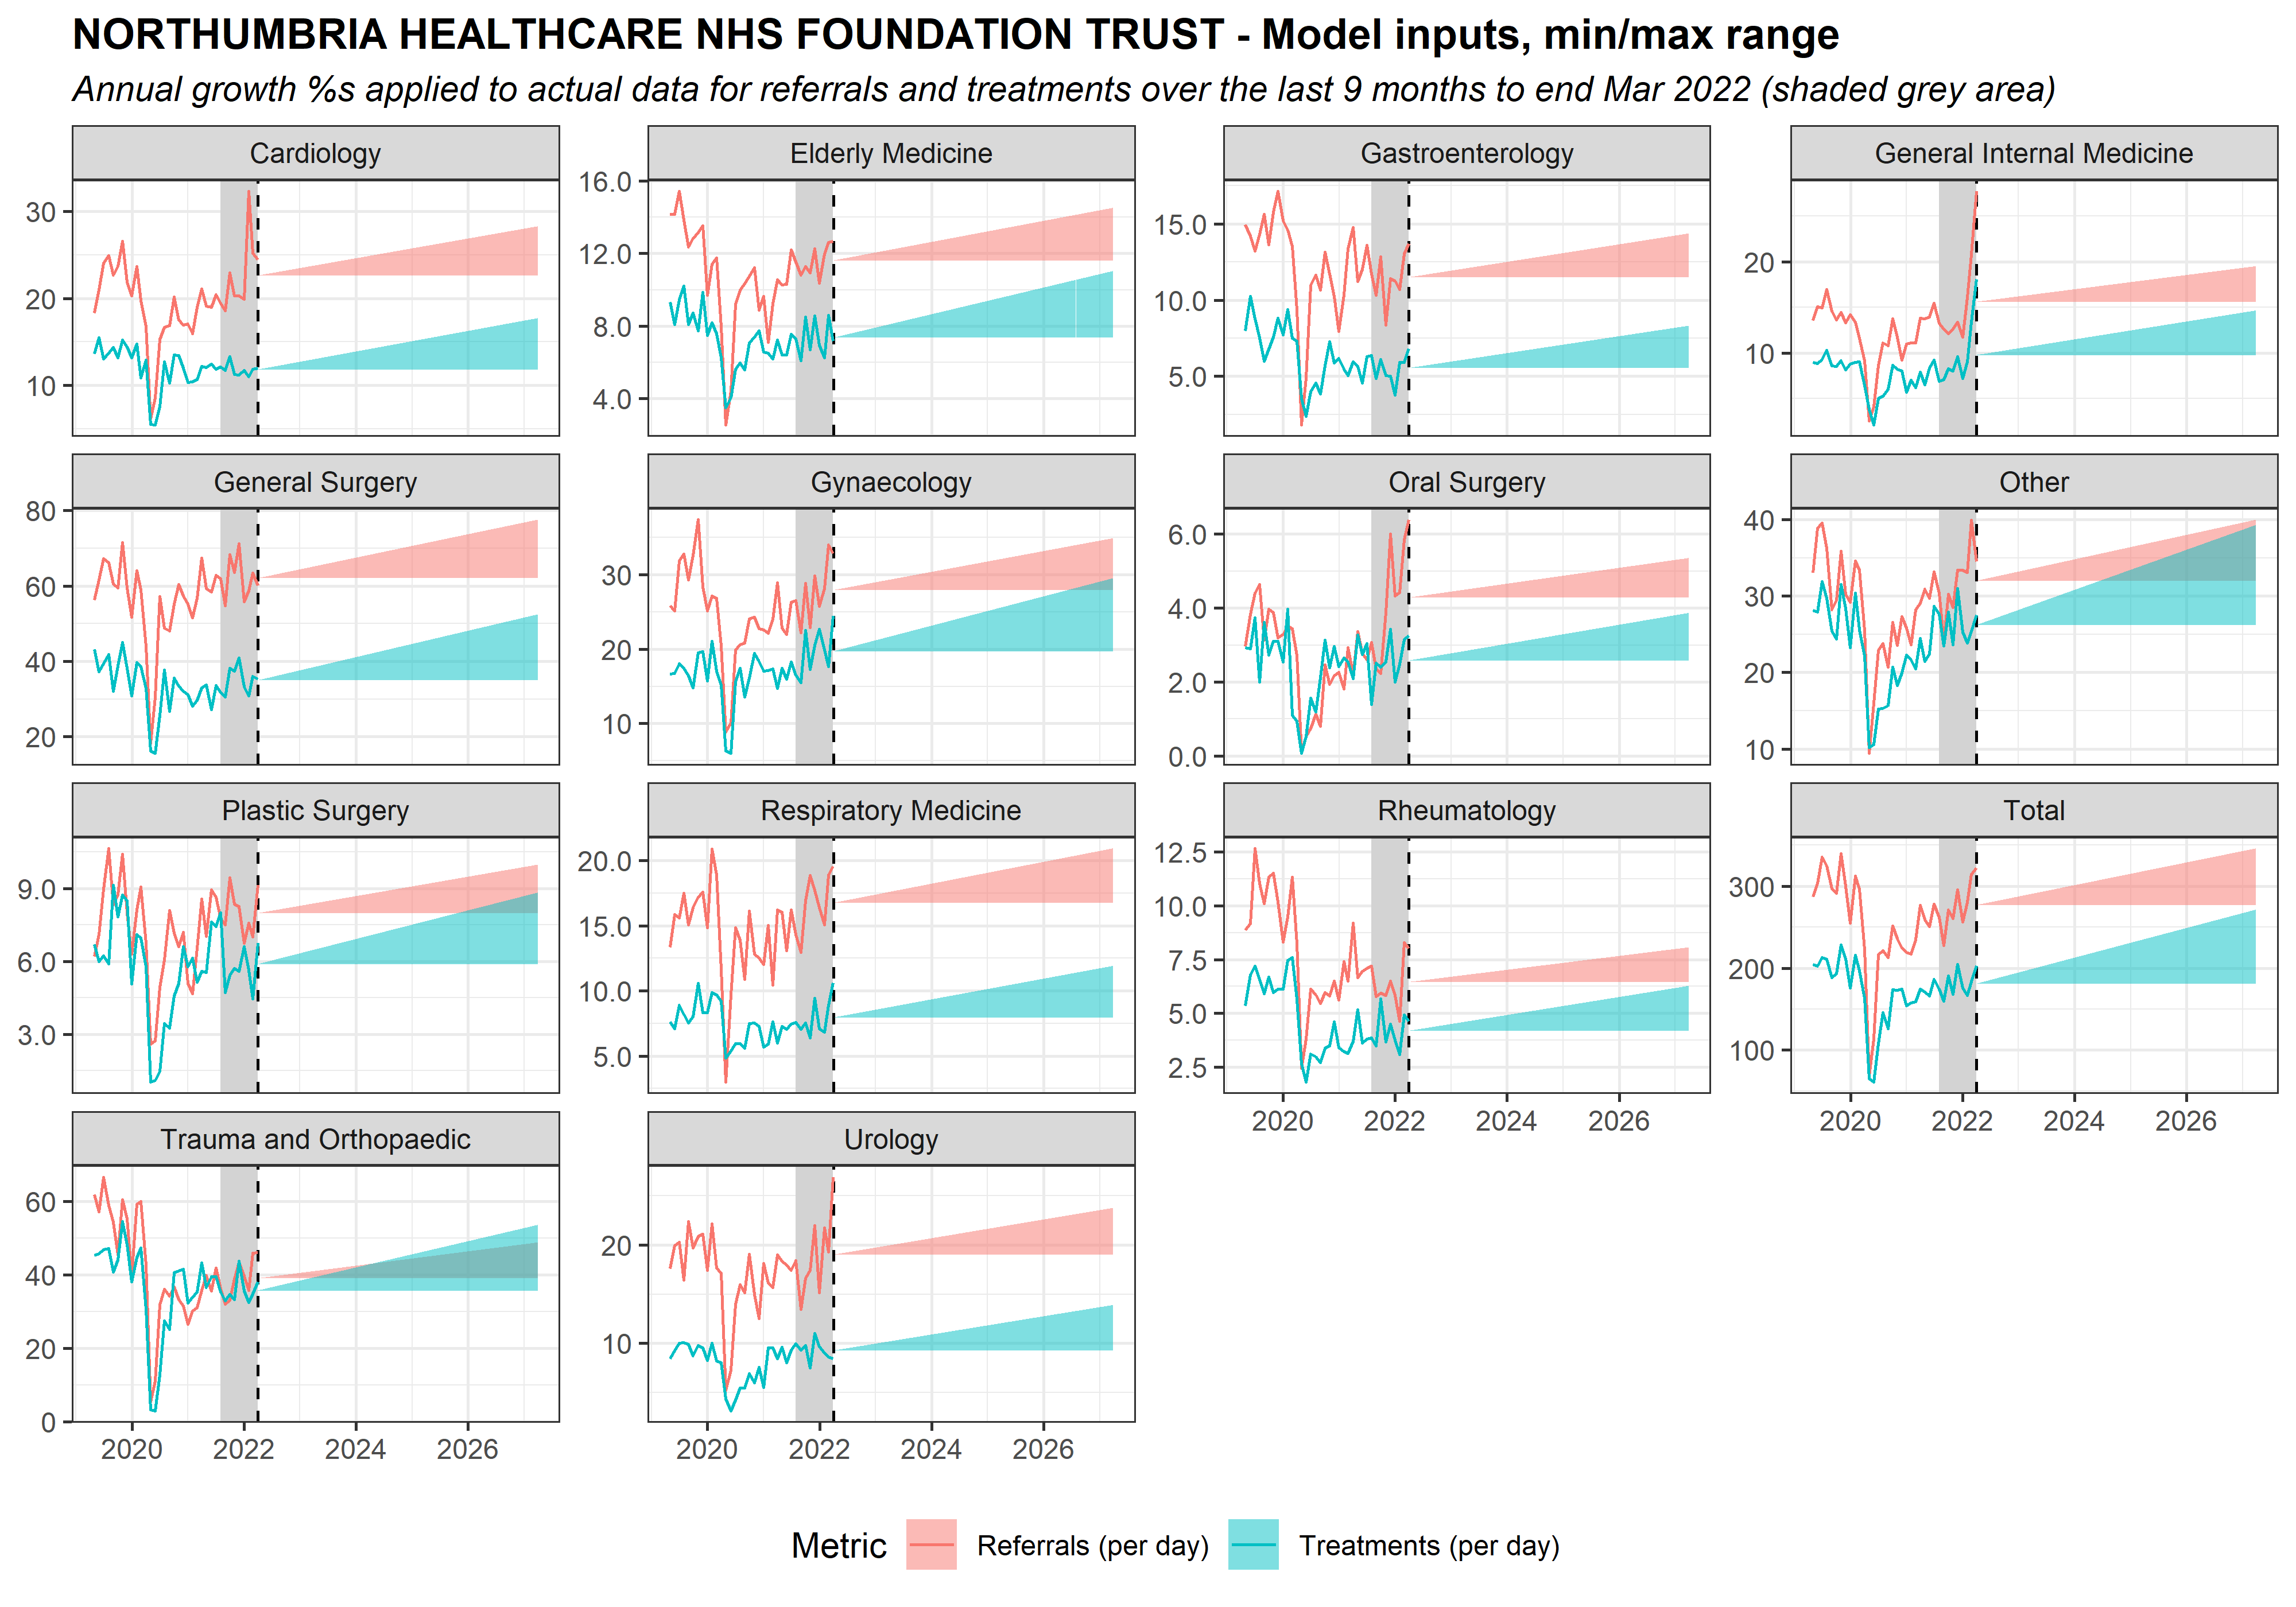 NORTHUMBRIA HEALTHCARE NHS FOUNDATION TRUST - Model inputs, min/max range
Annual growth %s applied to actual data for referrals and treatments over the last 9 months to end Mar 2022 (shaded grey area)
Cardiology
30
20
10
Elderly Medicine
16.0
12.0
8.0
4.0
Gastroenterology
15.0
10.0
5.0
General Internal Medicine
20
10
General Surgery
80
60
40
20
Gynaecology
30
20
10
Oral Surgery
6.0
4.0
2.0
0.0
Other
40
30
20
10
Plastic Surgery
9.0
6.0
3.0
Respiratory Medicine
20.0
15.0
10.0
5.0
Rheumatology
12.5
10.0
7.5
5.0
2.5
2020 2022 2024 2026
Total
300
200
100
2020 2022 2024 2026
Trauma and Orthopaedic
60
40
20
0
2020 2022 2024 2026
Urology
20
10
2020 2022 2024 2026
Metric Referrals (per day) Treatments (per day)